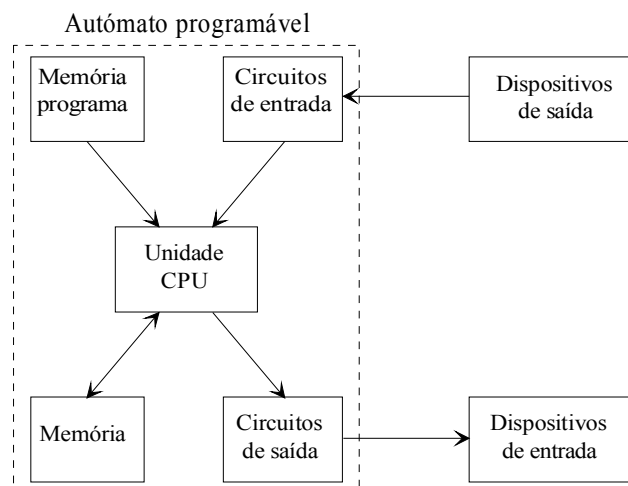 Autómato programável
Memória
programa
Circuitos
de entrada
Dispositivos
de saída
Unidade
CPU
Memória
Circuitos
de saída
Dispositivos
de entrada